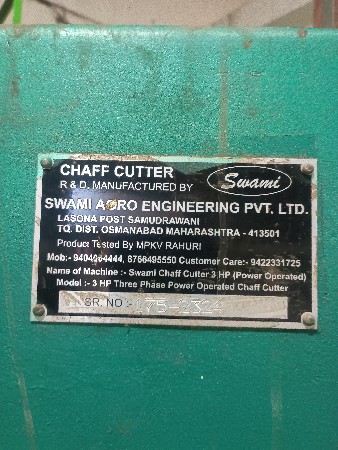 CHAFF CUTTER
R & D. MANUFACTURED BY Swami
SWAMI AGRO ENGINEERING PVT. LTD.
LASONA POST SAMUDRAWANI
TQ. DIST. OSMANABAD MAHARASHTRA - 413501
Product Tested By MPKV RAHURI
Mob:- 9404964444, 8766495550 Customer Care:- 9422331725
Name of Machine :- Swami Chaff Cutter 3 HP (Power Operated)
Model :- 3 HP Three Phase Power Operated Chaff Cutter
SR. NO :-